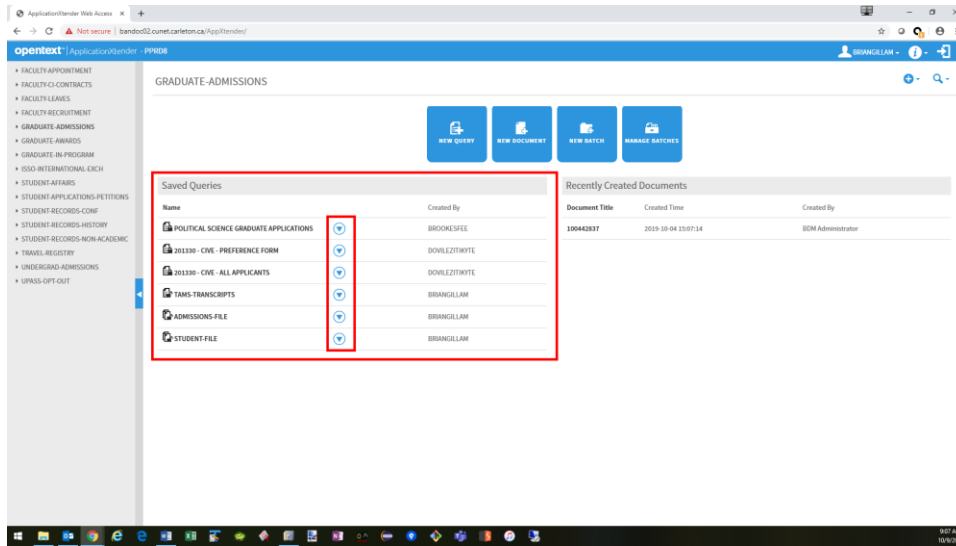 ApplicationXtender Web Access
Not secure | bandoc02.cunet.carleton.ca/AppXtender/
opentext™ | ApplicationXtender - PPRD8
BRIANGILLAM
FACULTY-APPOINTMENT
FACULTY-CI-CONTRACTS
FACULTY-LEAVES
FACULTY-RECRUITMENT
GRADUATE-ADMISSIONS
GRADUATE-AWARDS
GRADUATE-IN-PROGRAM
ISSO-INTERNATIONAL-EXCH
STUDENT-AFFAIRS
STUDENT-APPLICATIONS-PETITIONS
STUDENT-RECORDS-CONF
STUDENT-RECORDS-HISTORY
STUDENT-RECORDS-NON-ACADEMIC
TRAVEL-REGISTRY
UNDERGRAD-ADMISSIONS
UPASS-OPT-OUT
GRADUATE-ADMISSIONS
NEW QUERY
NEW DOCUMENT
NEW BATCH
MANAGE BATCHES
Saved Queries
Name Created By
POLITICAL SCIENCE GRADUATE APPLICATIONS BROOKESFEE
201330 - CIVE - PREFERENCE FORM DOVILEZITIKYTE
201330 - CIVE - ALL APPLICANTS DOVILEZITIKYTE
TAMS-TRANSCRIPTS BRIANGILLAM
ADMISSIONS-FILE BRIANGILLAM
STUDENT-FILE BRIANGILLAM
Recently Created Documents
Document Title Created Time Created By
100442837 2019-10-04 15:07:14 BDM Administrator
9:07 A